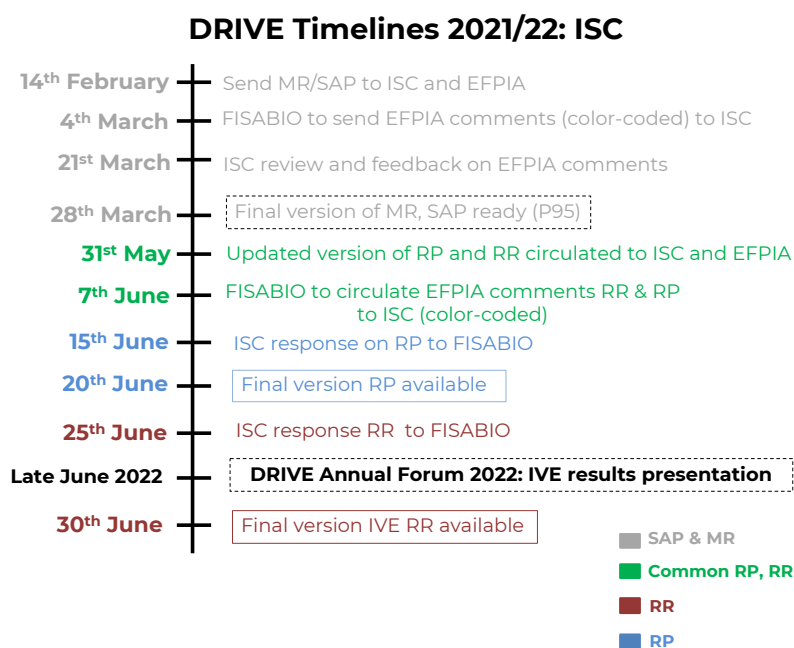 DRIVE Timelines 2021/22: ISC
14th February Send MR/SAP to ISC and EFPIA
4th March FISABIO to send EFPIA comments (color-coded) to ISC
21st March ISC review and feedback on EFPIA comments
28th March Final version of MR, SAP ready (P95)
31st May Updated version of RP and RR circulated to ISC and EFPIA
7th June FISABIO to circulate EFPIA comments RR & RP
to ISC (color-coded)
15th June ISC response on RP to FISABIO
20th June Final version RP available
25th June ISC response RR to FISABIO
Late June 2022 DRIVE Annual Forum 2022: IVE results presentation
30th June Final version IVE RR available
SAP & MR
Common RP, RR
RR
RP